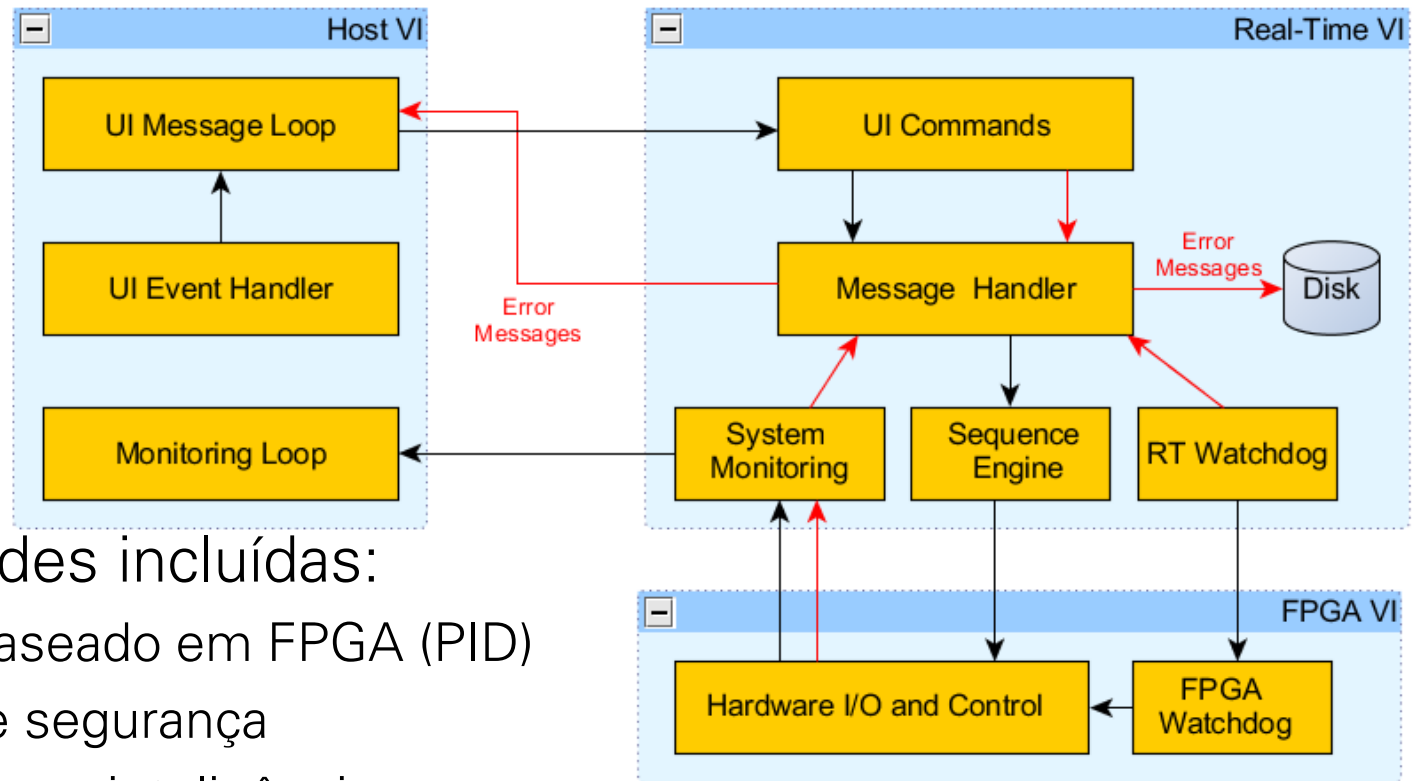 Host VI
UI Message Loop
UI Event Handler
Monitoring Loop
Error
Messages
Real-Time VI
UI Commands
Message Handler
Error
Messages
Disk
System
Monitoring
Sequence
Engine
RT Watchdog
FPGA VI
Hardware I/O and Control
FPGA
Watchdog
des incluídas:
aseado em FPGA (PID)
e segurança